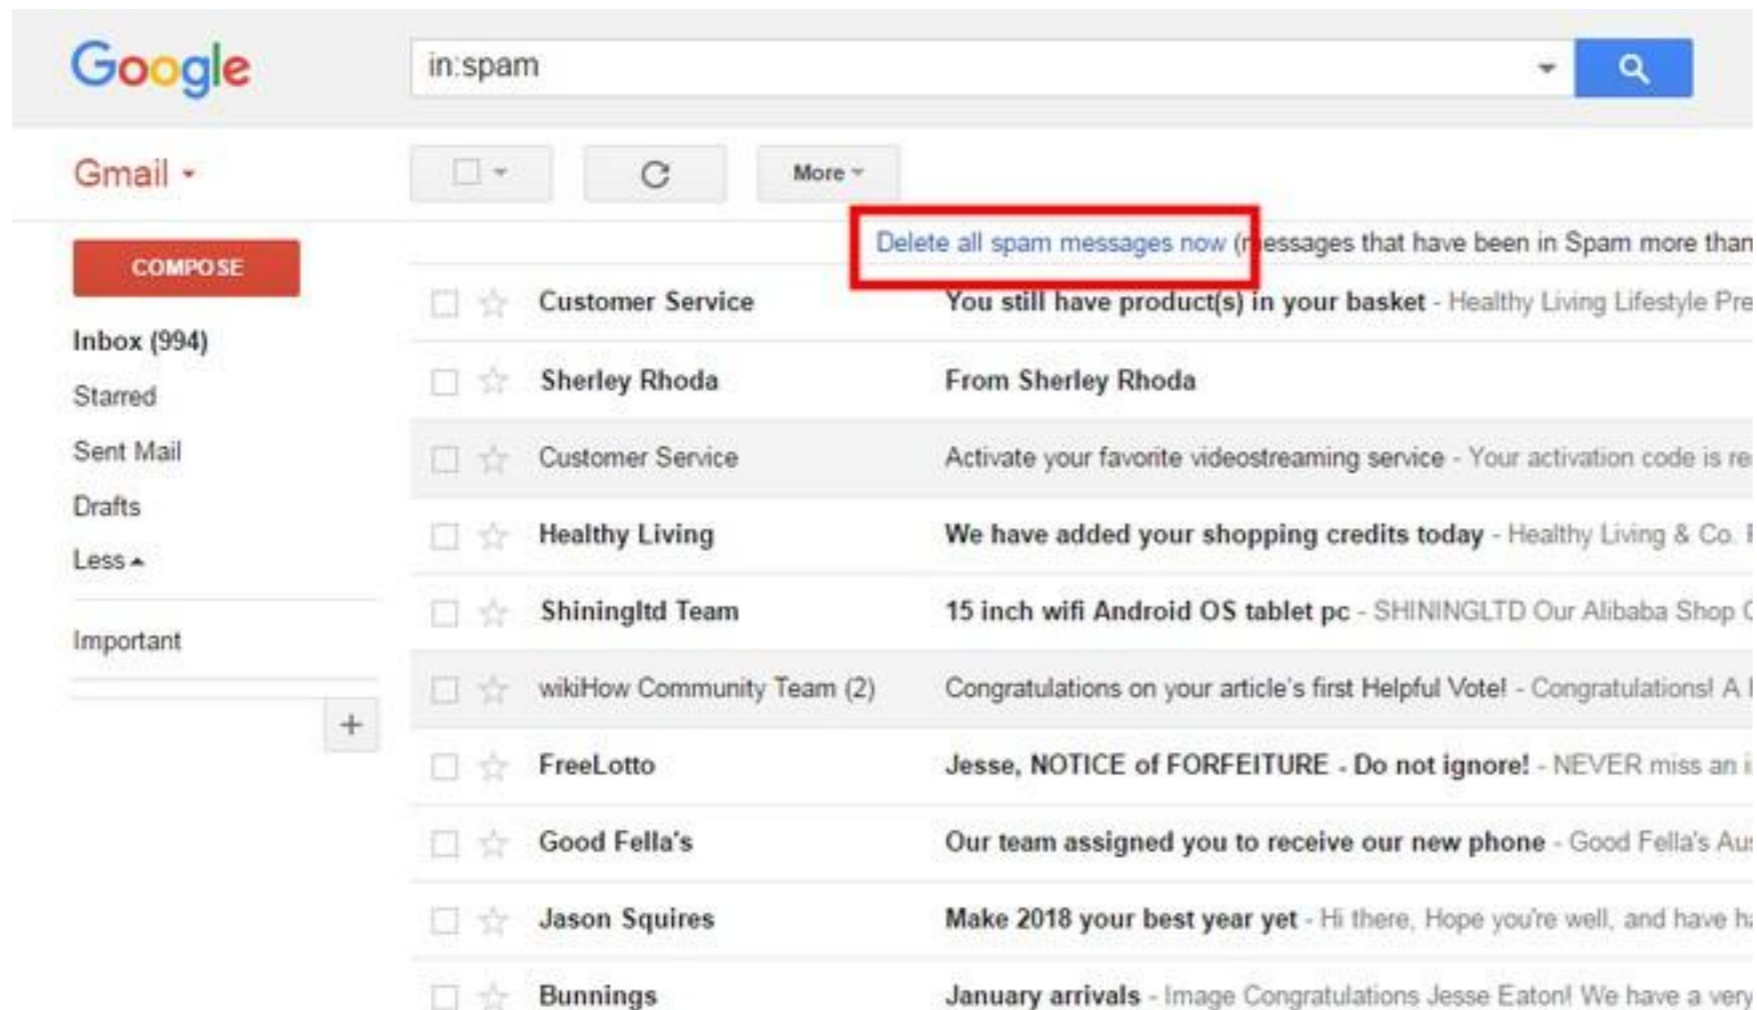 Google
in:spam
Gmail
More
Delete all spam messages now (messages that have been in Spam more than
COMPOSE
Inbox (994)
Starred
Sent Mail
Drafts
Less
Important
Customer Service You still have product(s) in your basket - Healthy Living Lifestyle Pre
Sherley Rhoda From Sherley Rhoda
Customer Service Activate your favorite videostreaming service - Your activation code is re
Healthy Living We have added your shopping credits today - Healthy Living & Co.
Shiningltd Team 15 inch wifi Android OS tablet pc - SHININGLTD Our Alibaba Shop
wikiHow Community Team (2) Congratulations on your article's first Helpful Vote! - Congratulations! A
FreeLotto Jesse, NOTICE of FORFEITURE - Do not ignore! - NEVER miss an i
Good Fella's Our team assigned you to receive our new phone - Good Fella's Aus
Jason Squires Make 2018 your best year yet - Hi there, Hope you're well, and have ha
Bunnings January arrivals - Image Congratulations Jesse Eaton! We have a very